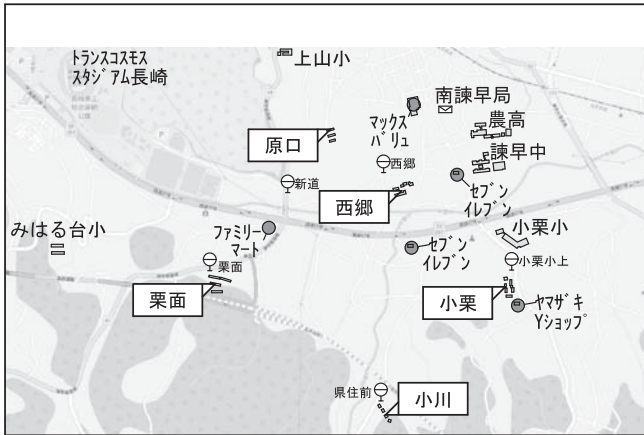 トランスコスモス
スタジアム長崎
上山小
南諫早局
マックス
バリュ
農高
原口
諫早中
西郷
新道
セブン
イレブン
西郷
みはる台小
ファミリー
マート
小栗小
セブン
イレブン
栗面
小栗小上
栗面
小栗
ヤマザキ
Yショップ
県住前
小川